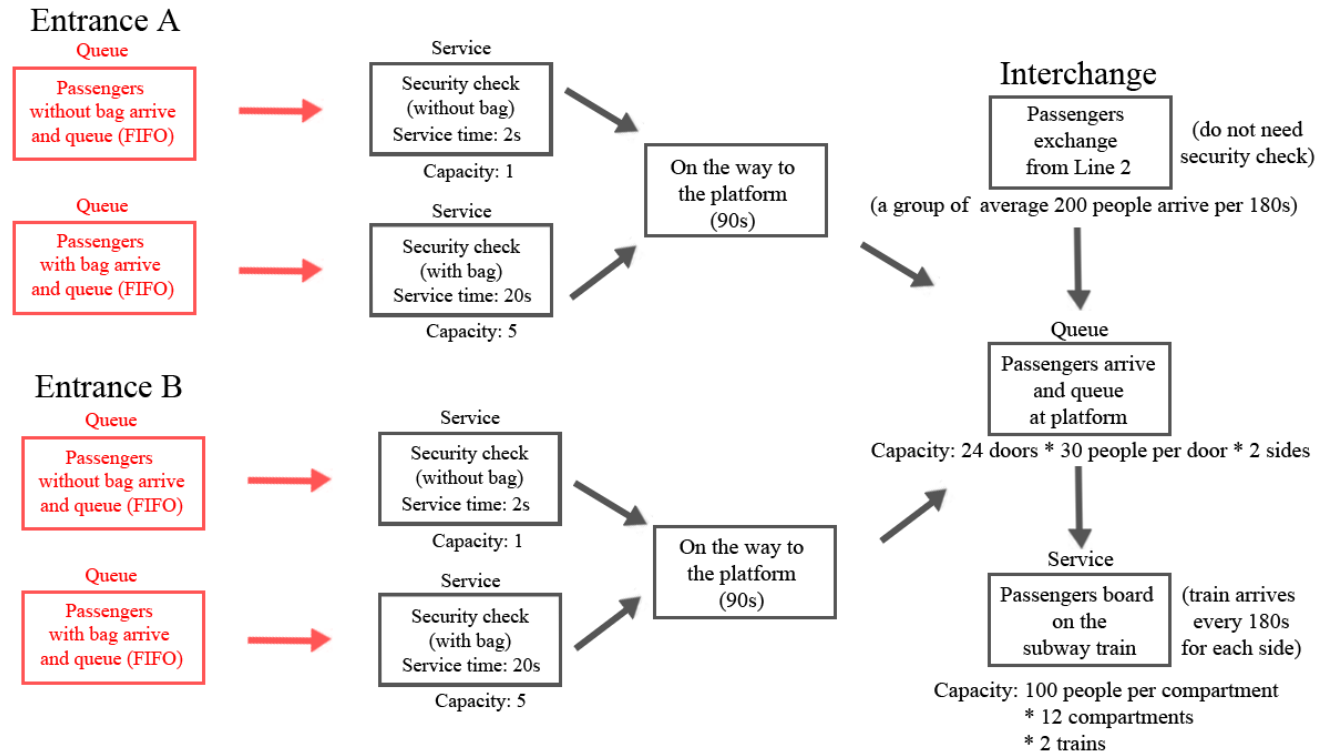 Entrance A
Queue
Passengers
without bag arrive
and queue (FIFO)
Service
Security check
(without bag)
Service time: 2s
Capacity: 1
Queue
Passengers
with bag arrive
and queue (FIFO)
Service
Security check
(with bag)
Service time: 20s
Capacity: 5
On the way to
the platform
(90s)
Entrance B
Queue
Passengers
without bag arrive
and queue (FIFO)
Service
Security check
(without bag)
Service time: 2s
Capacity: 1
Queue
Passengers
with bag arrive
and queue (FIFO)
Service
Security check
(with bag)
Service time: 20s
Capacity: 5
On the way to
the platform
(90s)
Interchange
Passengers
exchange
from Line 2
(do not need
security check)
(a group of average 200 people arrive per 180s)
Queue
Passengers arrive
and queue
at platform
Capacity: 24 doors * 30 people per door * 2 sides
Service
Passengers board
on the
subway train
(train arrives
every 180s
for each side)
Capacity: 100 people per compartment
* 12 compartments
* 2 trains